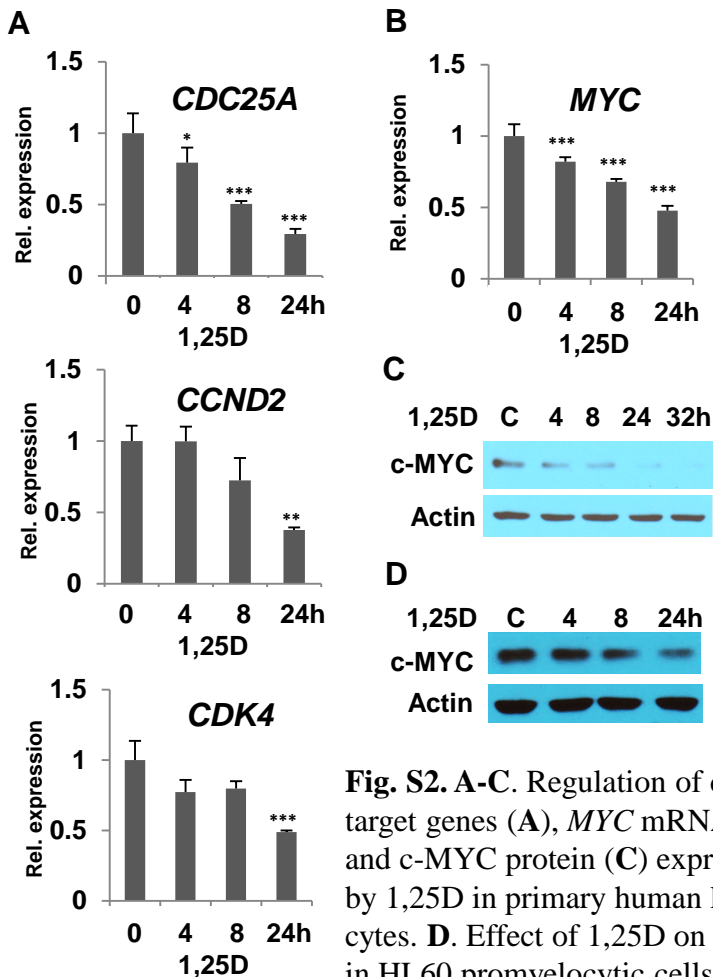 A
1.5
1
0.5
0
Rel. expression
CDC25A
*
***
***
0 4 8 24h
1,25D
1.5
1
0.5
0
Rel. expression
CCND2
**
0 4 8 24h
1,25D
1.5
1
0.5
0
Rel. expression
CDK4
***
0 4 8 24h
1,25D
B
1.5
1
0.5
0
Rel. expression
MYC
***
***
***
0 4 8 24h
1,25D
C
1,25D C 4 8 24 32h
c-MYC
Actin
D
1,25D C 4 8 24h
c-MYC
Actin
Fig. S2. A-C. Regulation of
target genes (A), MYC mRNA
and c-MYC protein (C) expr
by 1,25D in primary human
cytes. D. Effect of 1,25D on
in HL60 promyelocytic cells